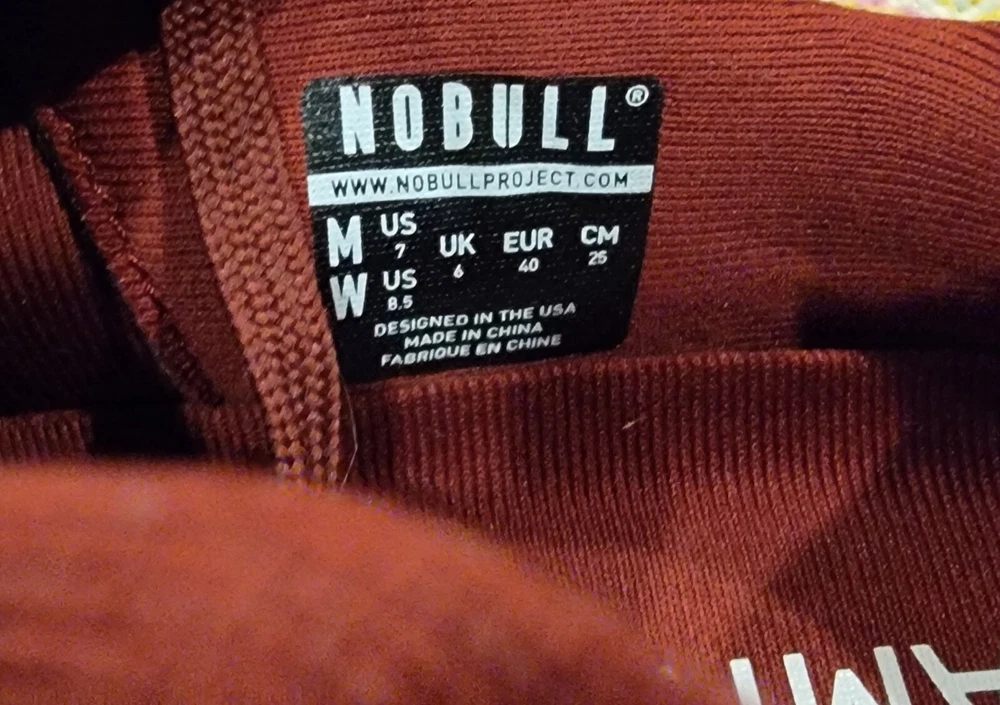 NOBULL®
WWW.NOBULLPROJECT.COM
M US 7 UK 6 EUR 40 CM 25
W US 8.5
DESIGNED IN THE USA
MADE IN CHINA
FABRIQUE EN CHINE